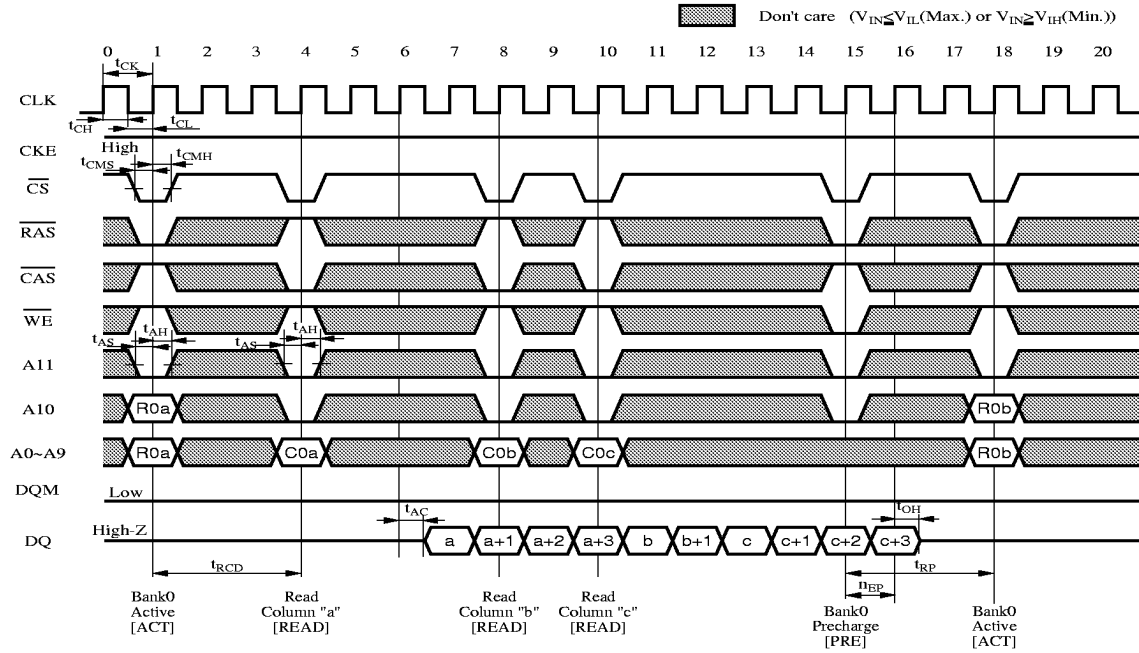 Don't care (VIN≤VIL(Max.) or VIN≥VIH(Min.))
0 1 2 3 4 5 6 7 8 9 10 11 12 13 14 15 16 17 18 19 20
tCK
CLK
tCH tCL
CKE High
tCMS tCMH
CS
RAS
CAS
WE
tAH tAH
tAS tAS
A11
A10 R0a R0b
A0~A9 R0a C0a C0b C0c R0b
DQM Low
tAC tOH
DQ High-Z a a+1 a+2 a+3 b b+1 c c+1 c+2 c+3
tRCD tRP
nEP
Bank0 Active [ACT]
Read Column "a" [READ]
Read Column "b" [READ]
Read Column "c" [READ]
Bank0 Precharge [PRE]
Bank0 Active [ACT]